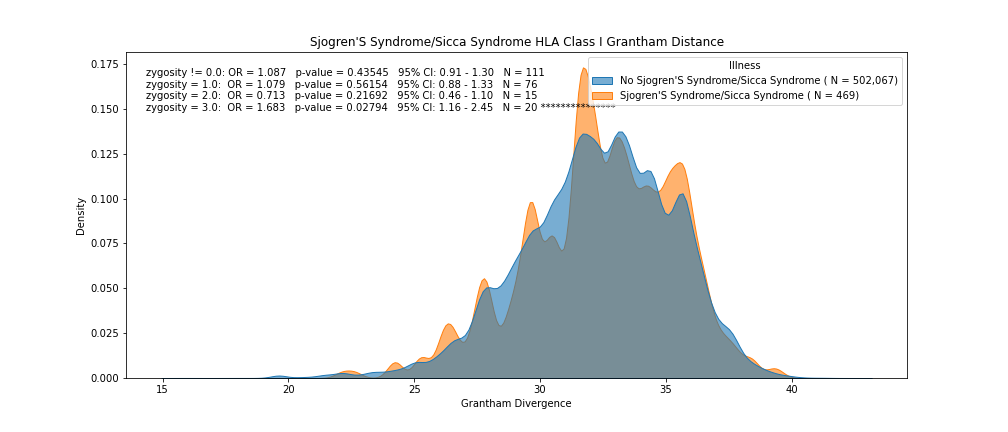 Sjogren'S Syndrome/Sicca Syndrome HLA Class I Grantham Distance
zygosity != 0.0: OR = 1.087 p-value = 0.43545 95% CI: 0.91 - 1.30 N = 111
zygosity = 1.0: OR = 1.079 p-value = 0.56154 95% CI: 0.88 - 1.33 N = 76
zygosity = 2.0: OR = 0.713 p-value = 0.21692 95% CI: 0.46 - 1.10 N = 15
zygosity = 3.0: OR = 1.683 p-value = 0.02794 95% CI: 1.16 - 2.45 N = 20 ***************
Illness
No Sjogren'S Syndrome/Sicca Syndrome ( N = 502,067)
Sjogren'S Syndrome/Sicca Syndrome ( N = 469)
Density
0.175
0.150
0.125
0.100
0.075
0.050
0.025
0.000
15 20 25 30 35 40
Grantham Divergence